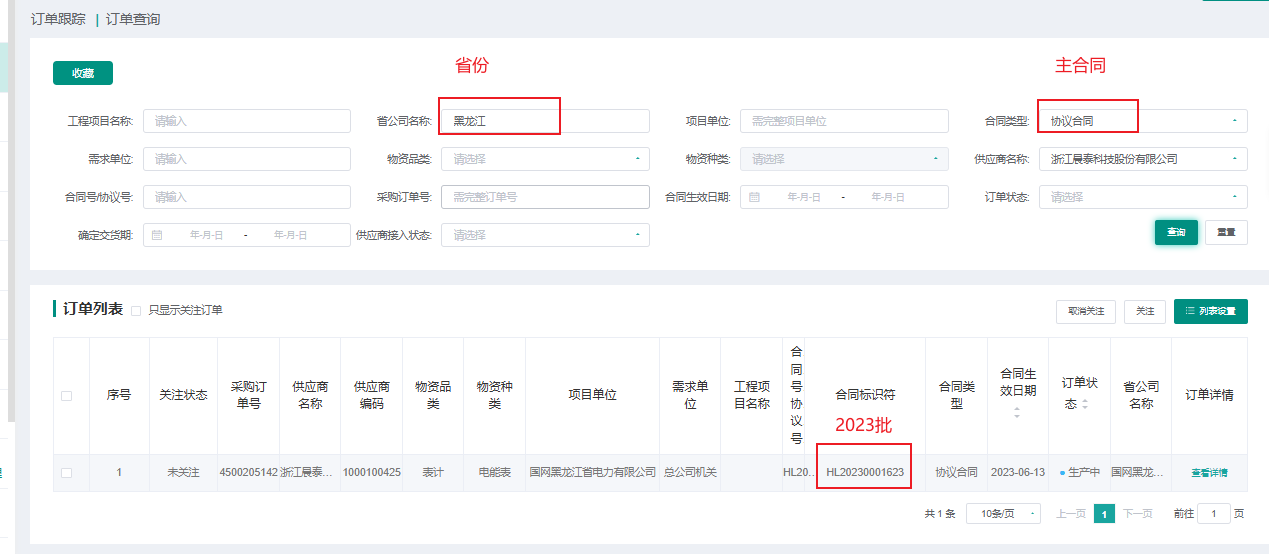 订单跟踪 | 订单查询
收藏
省份
主合同
工程项目名称: 请输入
省公司名称: 黑龙江
项目单位: 需完整项目单位
合同类型: 协议合同
需求单位: 请输入
物资品类: 请选择
物资种类: 请选择
供应商名称: 浙江晨泰科技股份有限公司
合同号/协议号: 请输入
采购订单号: 需完整订单号
合同生效日期: 年-月-日 - 年-月-日
订单状态: 请选择
确定交货期: 年-月-日 - 年-月-日
供应商接入状态: 请选择
查询 重置
订单列表 只显示关注订单
取消关注 关注 列表设置
序号
关注状态
采购订单号
供应商名称
供应商编码
物资品类
物资种类
项目单位
需求单位
工程项目名称
合同号协议号
合同标识符
合同类型
合同生效日期
订单状态
省公司名称
订单详情
2023批
1 未关注 4500205142 浙江晨泰... 1000100425 表计 电能表 国网黑龙江省电力有限公司 总公司机关 HL20... HL20230001623 协议合同 2023-06-13 生产中 国网黑龙... 查看详情
共 1 条 10条/页 上一页 1 下一页 前往 1 页